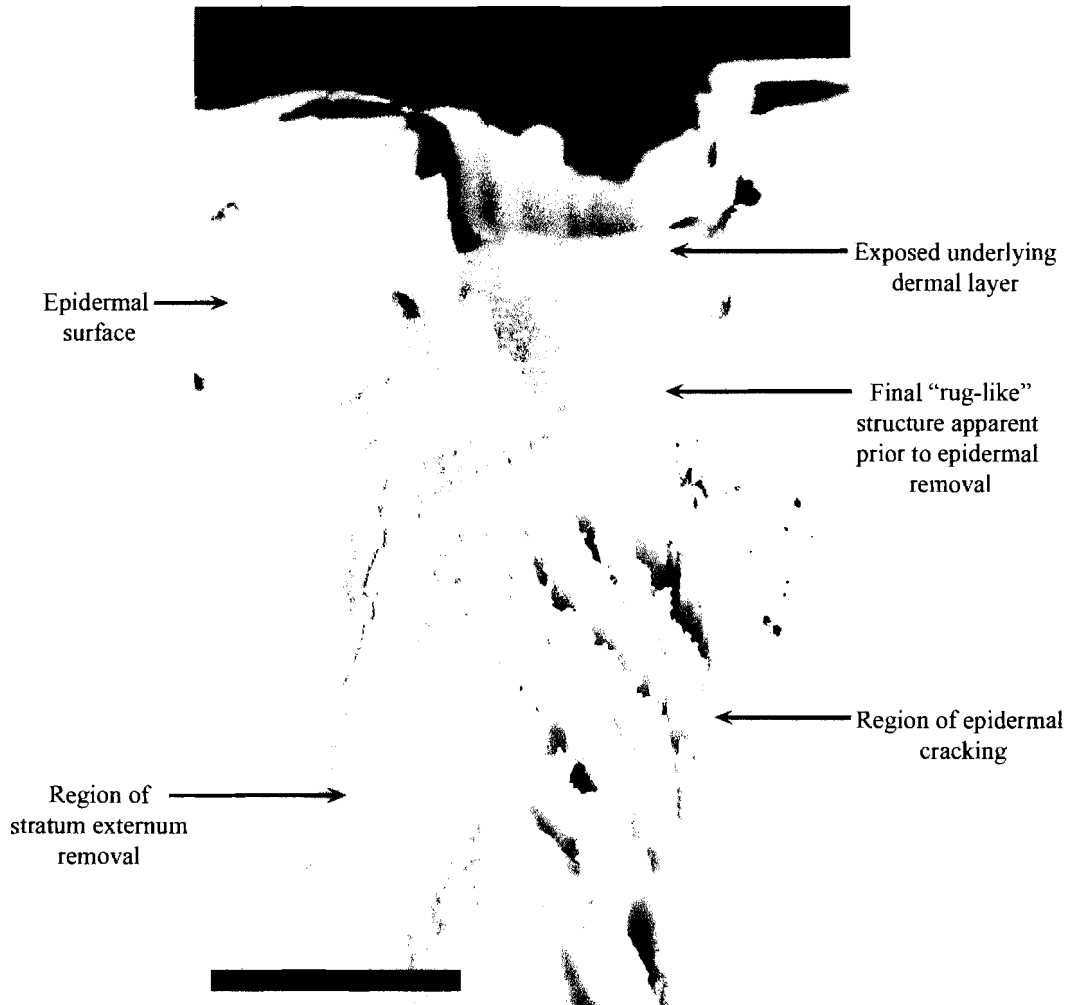 Exposed underlying
dermal layer
Epidermal
surface
Final “rug-like”
structure apparent
prior to epidermal
removal
Region of epidermal
cracking
Region of
stratum externum
removal